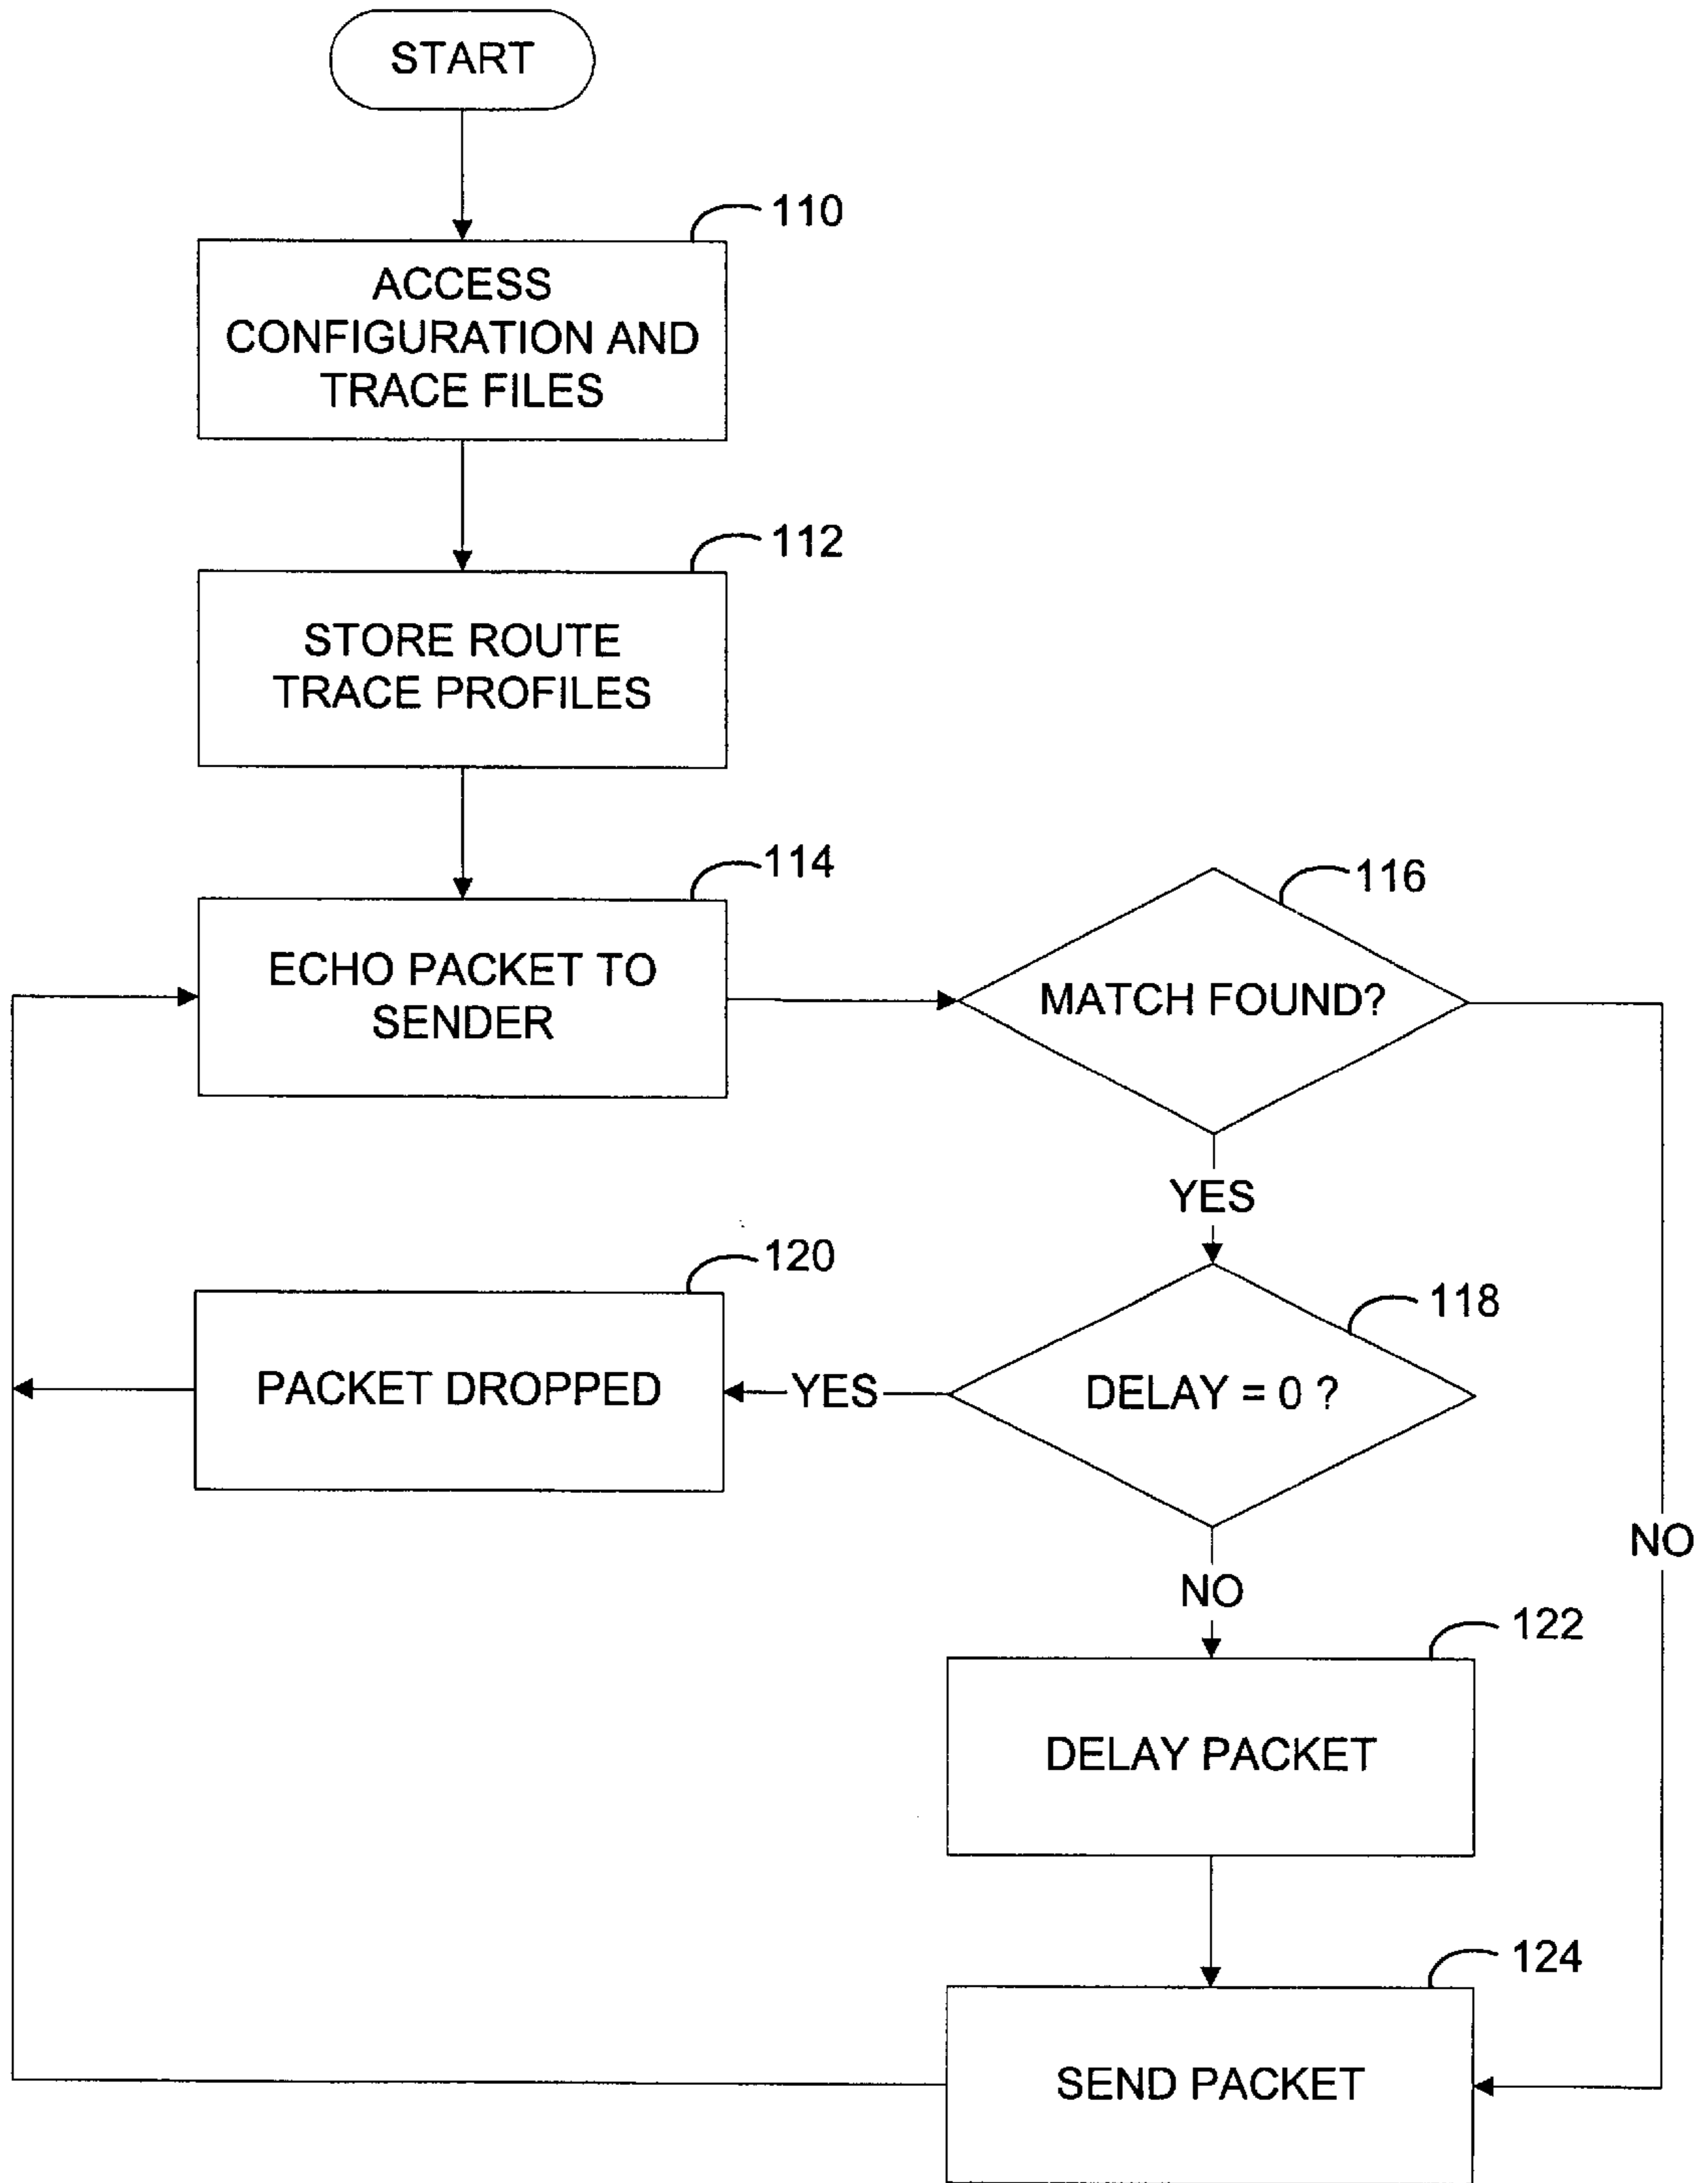 START
110
ACCESS
CONFIGURATION AND
TRACE FILES
112
STORE ROUTE
TRACE PROFILES
114
ECHO PACKET TO
SENDER
116
MATCH FOUND?
YES
120
PACKET DROPPED
YES
118
DELAY = 0 ?
NO
NO
122
DELAY PACKET
124
SEND PACKET